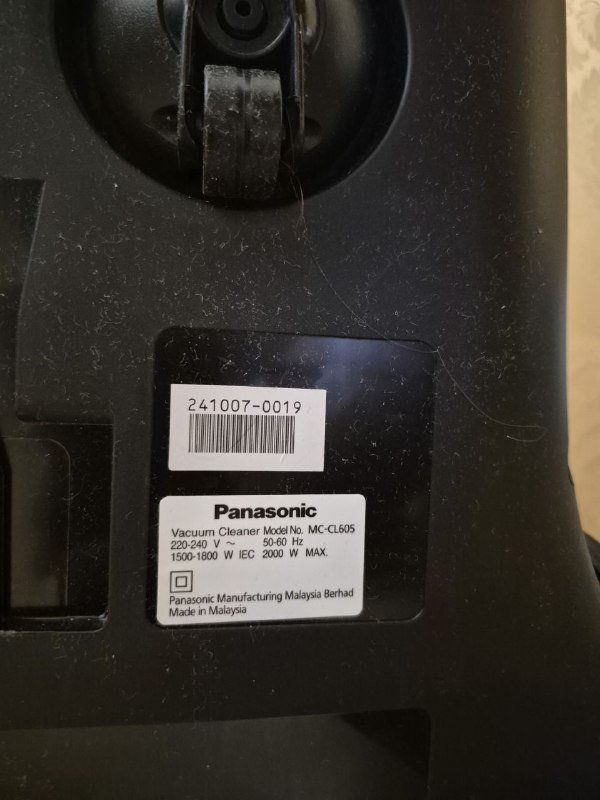 241007-0019
Panasonic
Vacuum Cleaner Model No. MC-CL605
220-240 V ~ 50-60 Hz
1500-1800 W IEC 2000 W MAX.
Panasonic Manufacturing Malaysia Berhad
Made in Malaysia